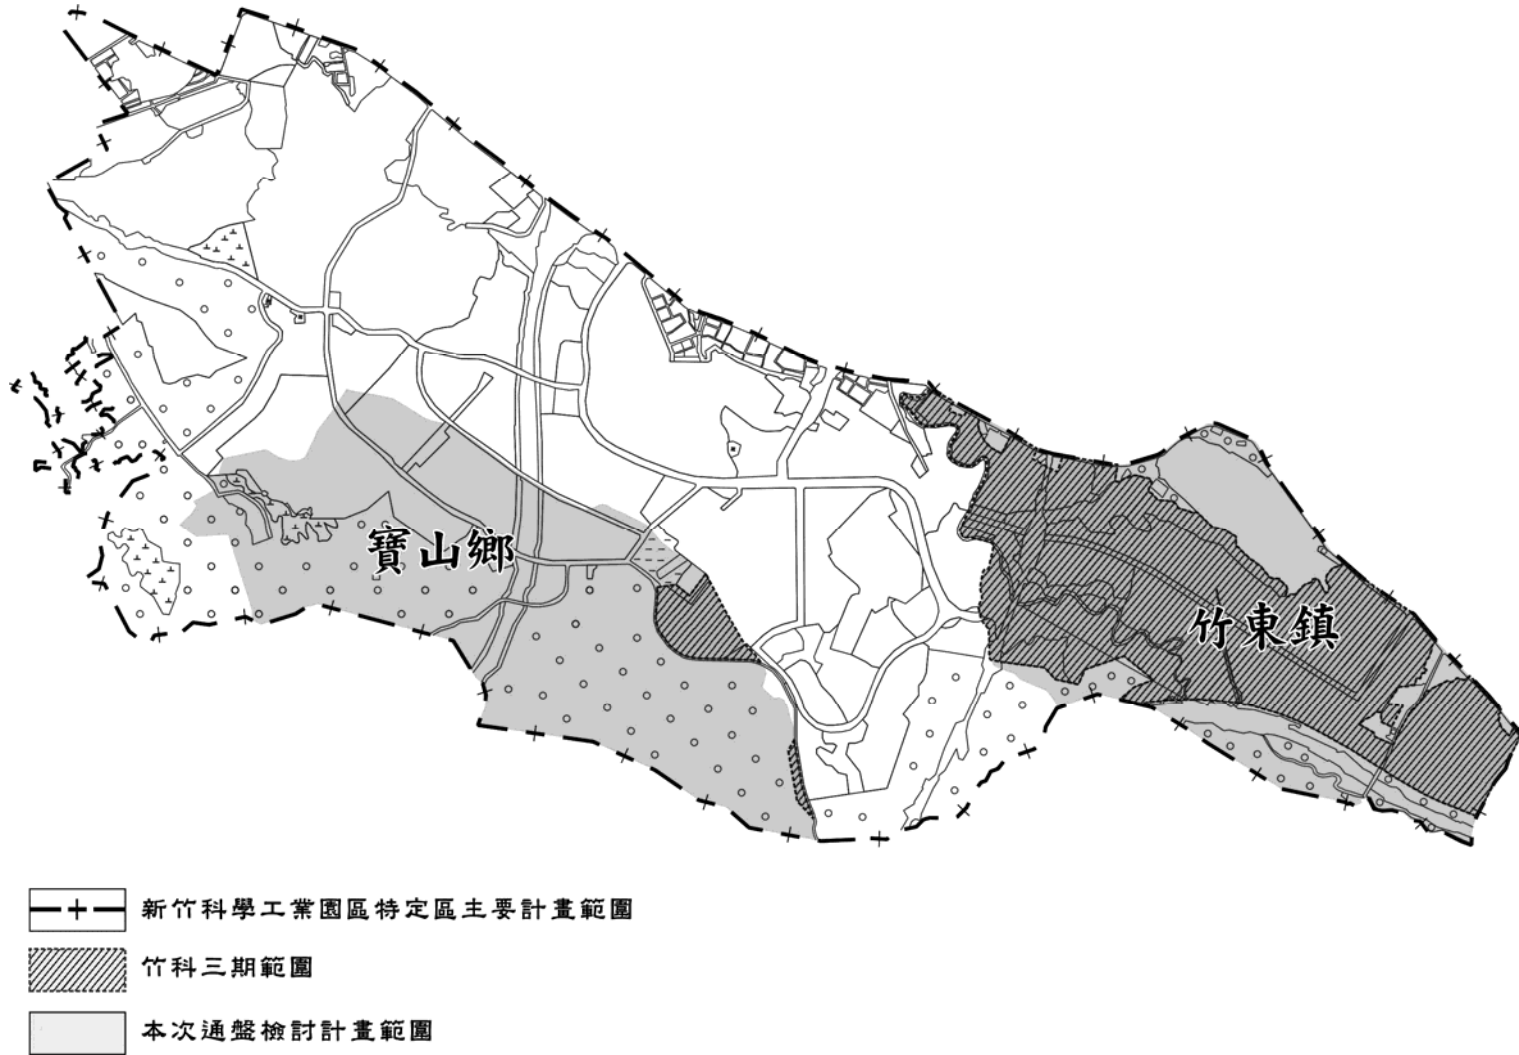 寶山鄉
竹東鎮
新竹科學工業園區特定區主要計畫範圍
竹科三期範圍
本次通盤檢討計畫範圍